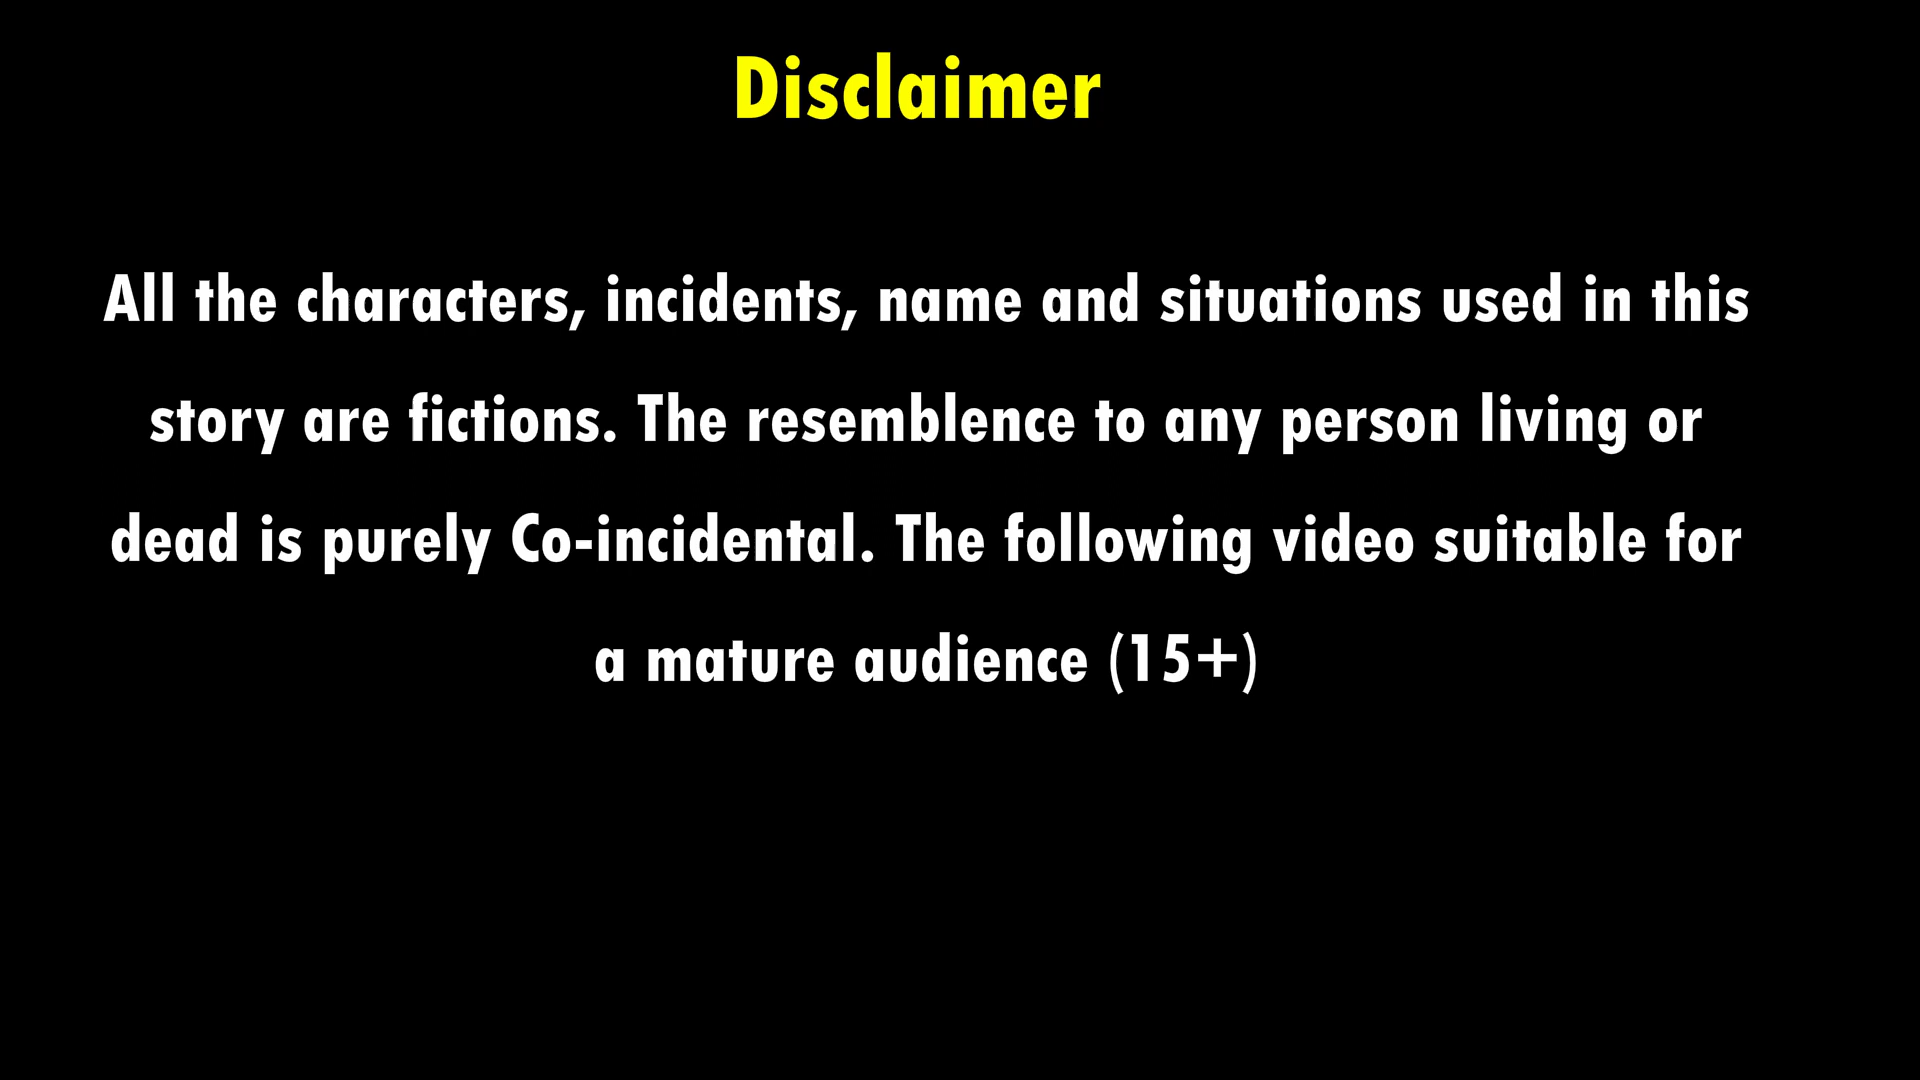 Disclaimer
All the characters, incidents, name and situations used in this
story are fictions. The resemblence to any person living or
dead is purely Co-incidental. The following video suitable for
a mature audience (15+)